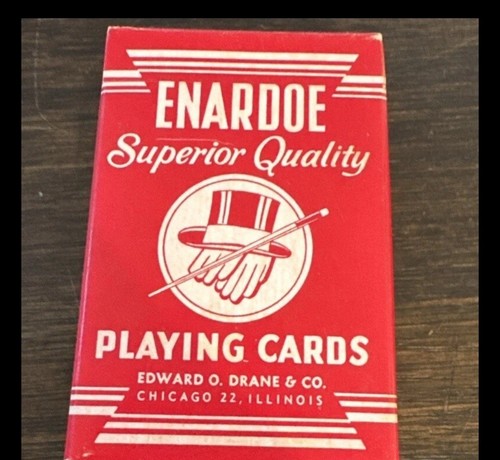 ENARDOE
Superior Quality
PLAYING CARDS
EDWARD O. DRANE & CO.
CHICAGO 22, ILLINOIS